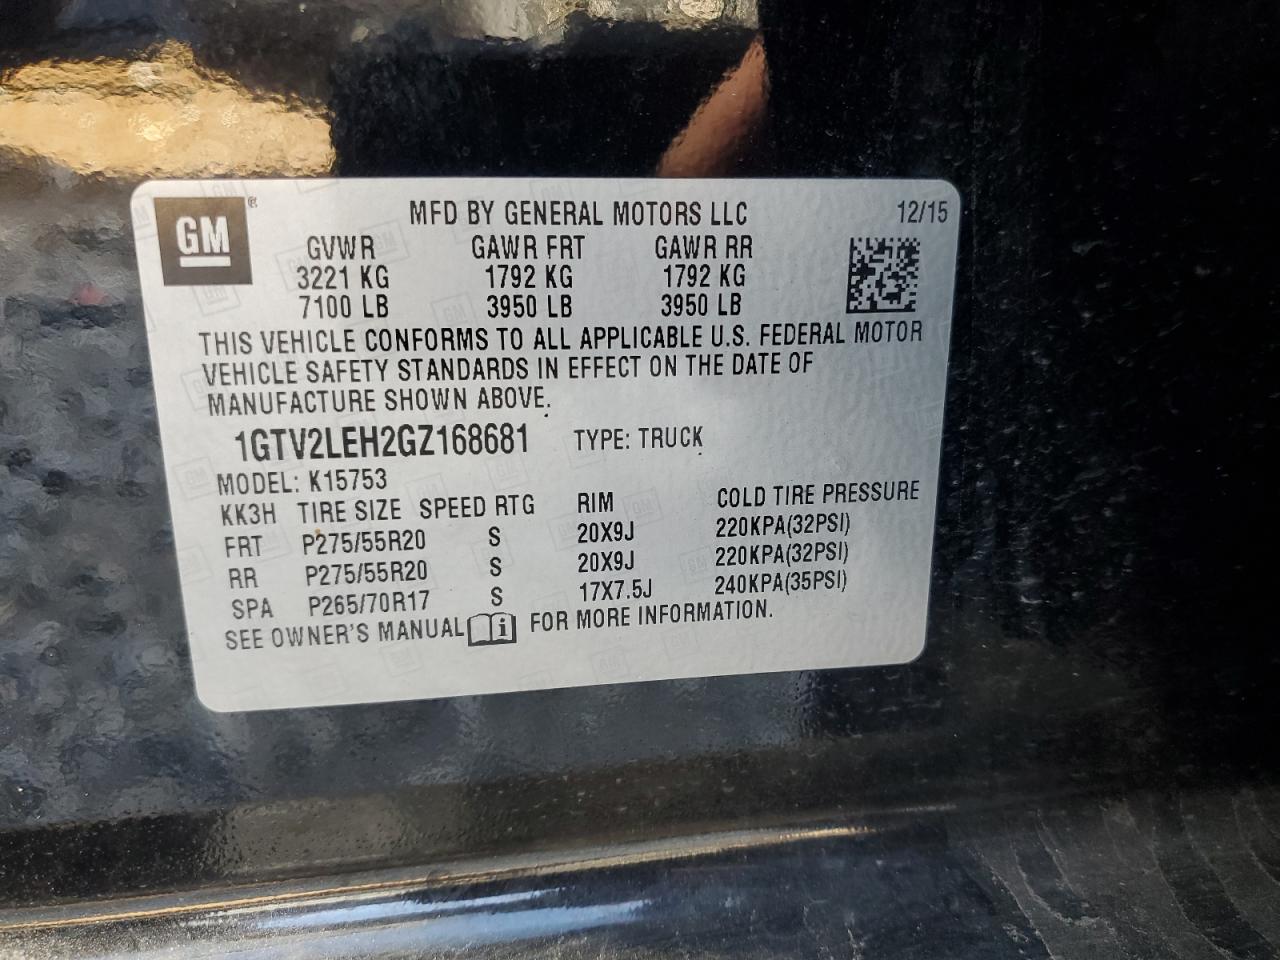 GM®
MFD BY GENERAL MOTORS LLC 12/15
GVWR GAWR FRT GAWR RR
3221 KG 1792 KG 1792 KG
7100 LB 3950 LB 3950 LB
THIS VEHICLE CONFORMS TO ALL APPLICABLE U.S. FEDERAL MOTOR
VEHICLE SAFETY STANDARDS IN EFFECT ON THE DATE OF
MANUFACTURE SHOWN ABOVE.
1GTV2LEH2GZ168681 TYPE: TRUCK
MODEL: K15753
KK3H TIRE SIZE SPEED RTG RIM COLD TIRE PRESSURE
FRT P275/55R20 S 20X9J 220KPA(32PSI)
RR P275/55R20 S 20X9J 220KPA(32PSI)
SPA P265/70R17 S 17X7.5J 240KPA(35PSI)
SEE OWNER'S MANUAL i FOR MORE INFORMATION.